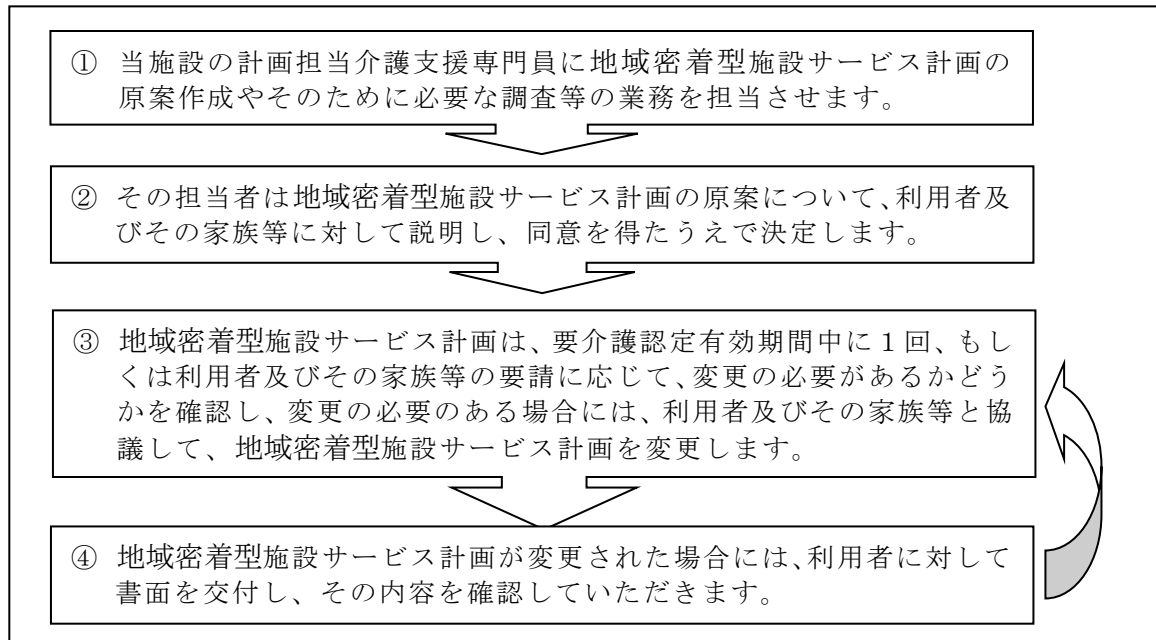 ① 当施設の計画担当介護支援専門員に地域密着型施設サービス計画の
原案作成やそのために必要な調査等の業務を担当させます。
② その担当者は地域密着型施設サービス計画の原案について、利用者及
びその家族等に対して説明し、同意を得たうえで決定します。
③ 地域密着型施設サービス計画は、要介護認定有効期間中に1回、もし
くは利用者及びその家族等の要請に応じて、変更の必要があるかどう
かを確認し、変更の必要のある場合には、利用者及びその家族等と協
議して、地域密着型施設サービス計画を変更します。
④ 地域密着型施設サービス計画が変更された場合には、利用者に対して
書面を交付し、その内容を確認していただきます。